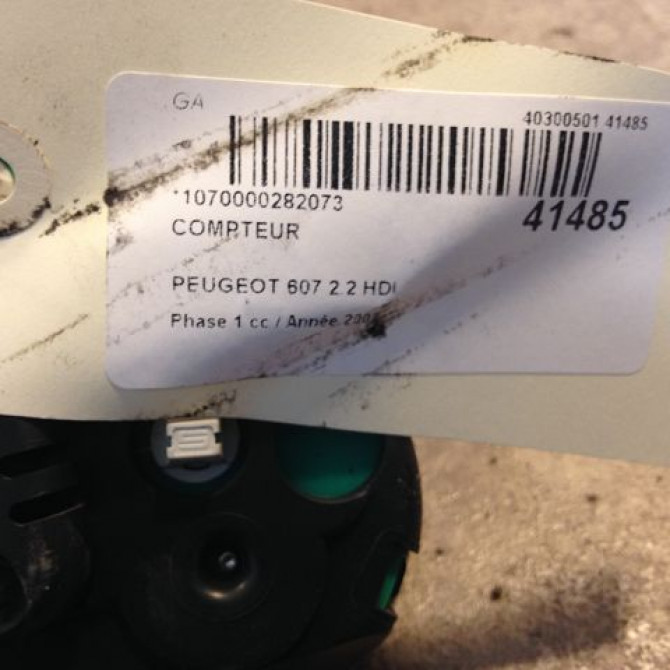 GA
40300501 41485
*1070000282073
41485
COMPTEUR
PEUGEOT 607 2.2 HDI
Phase 1 cc / Année